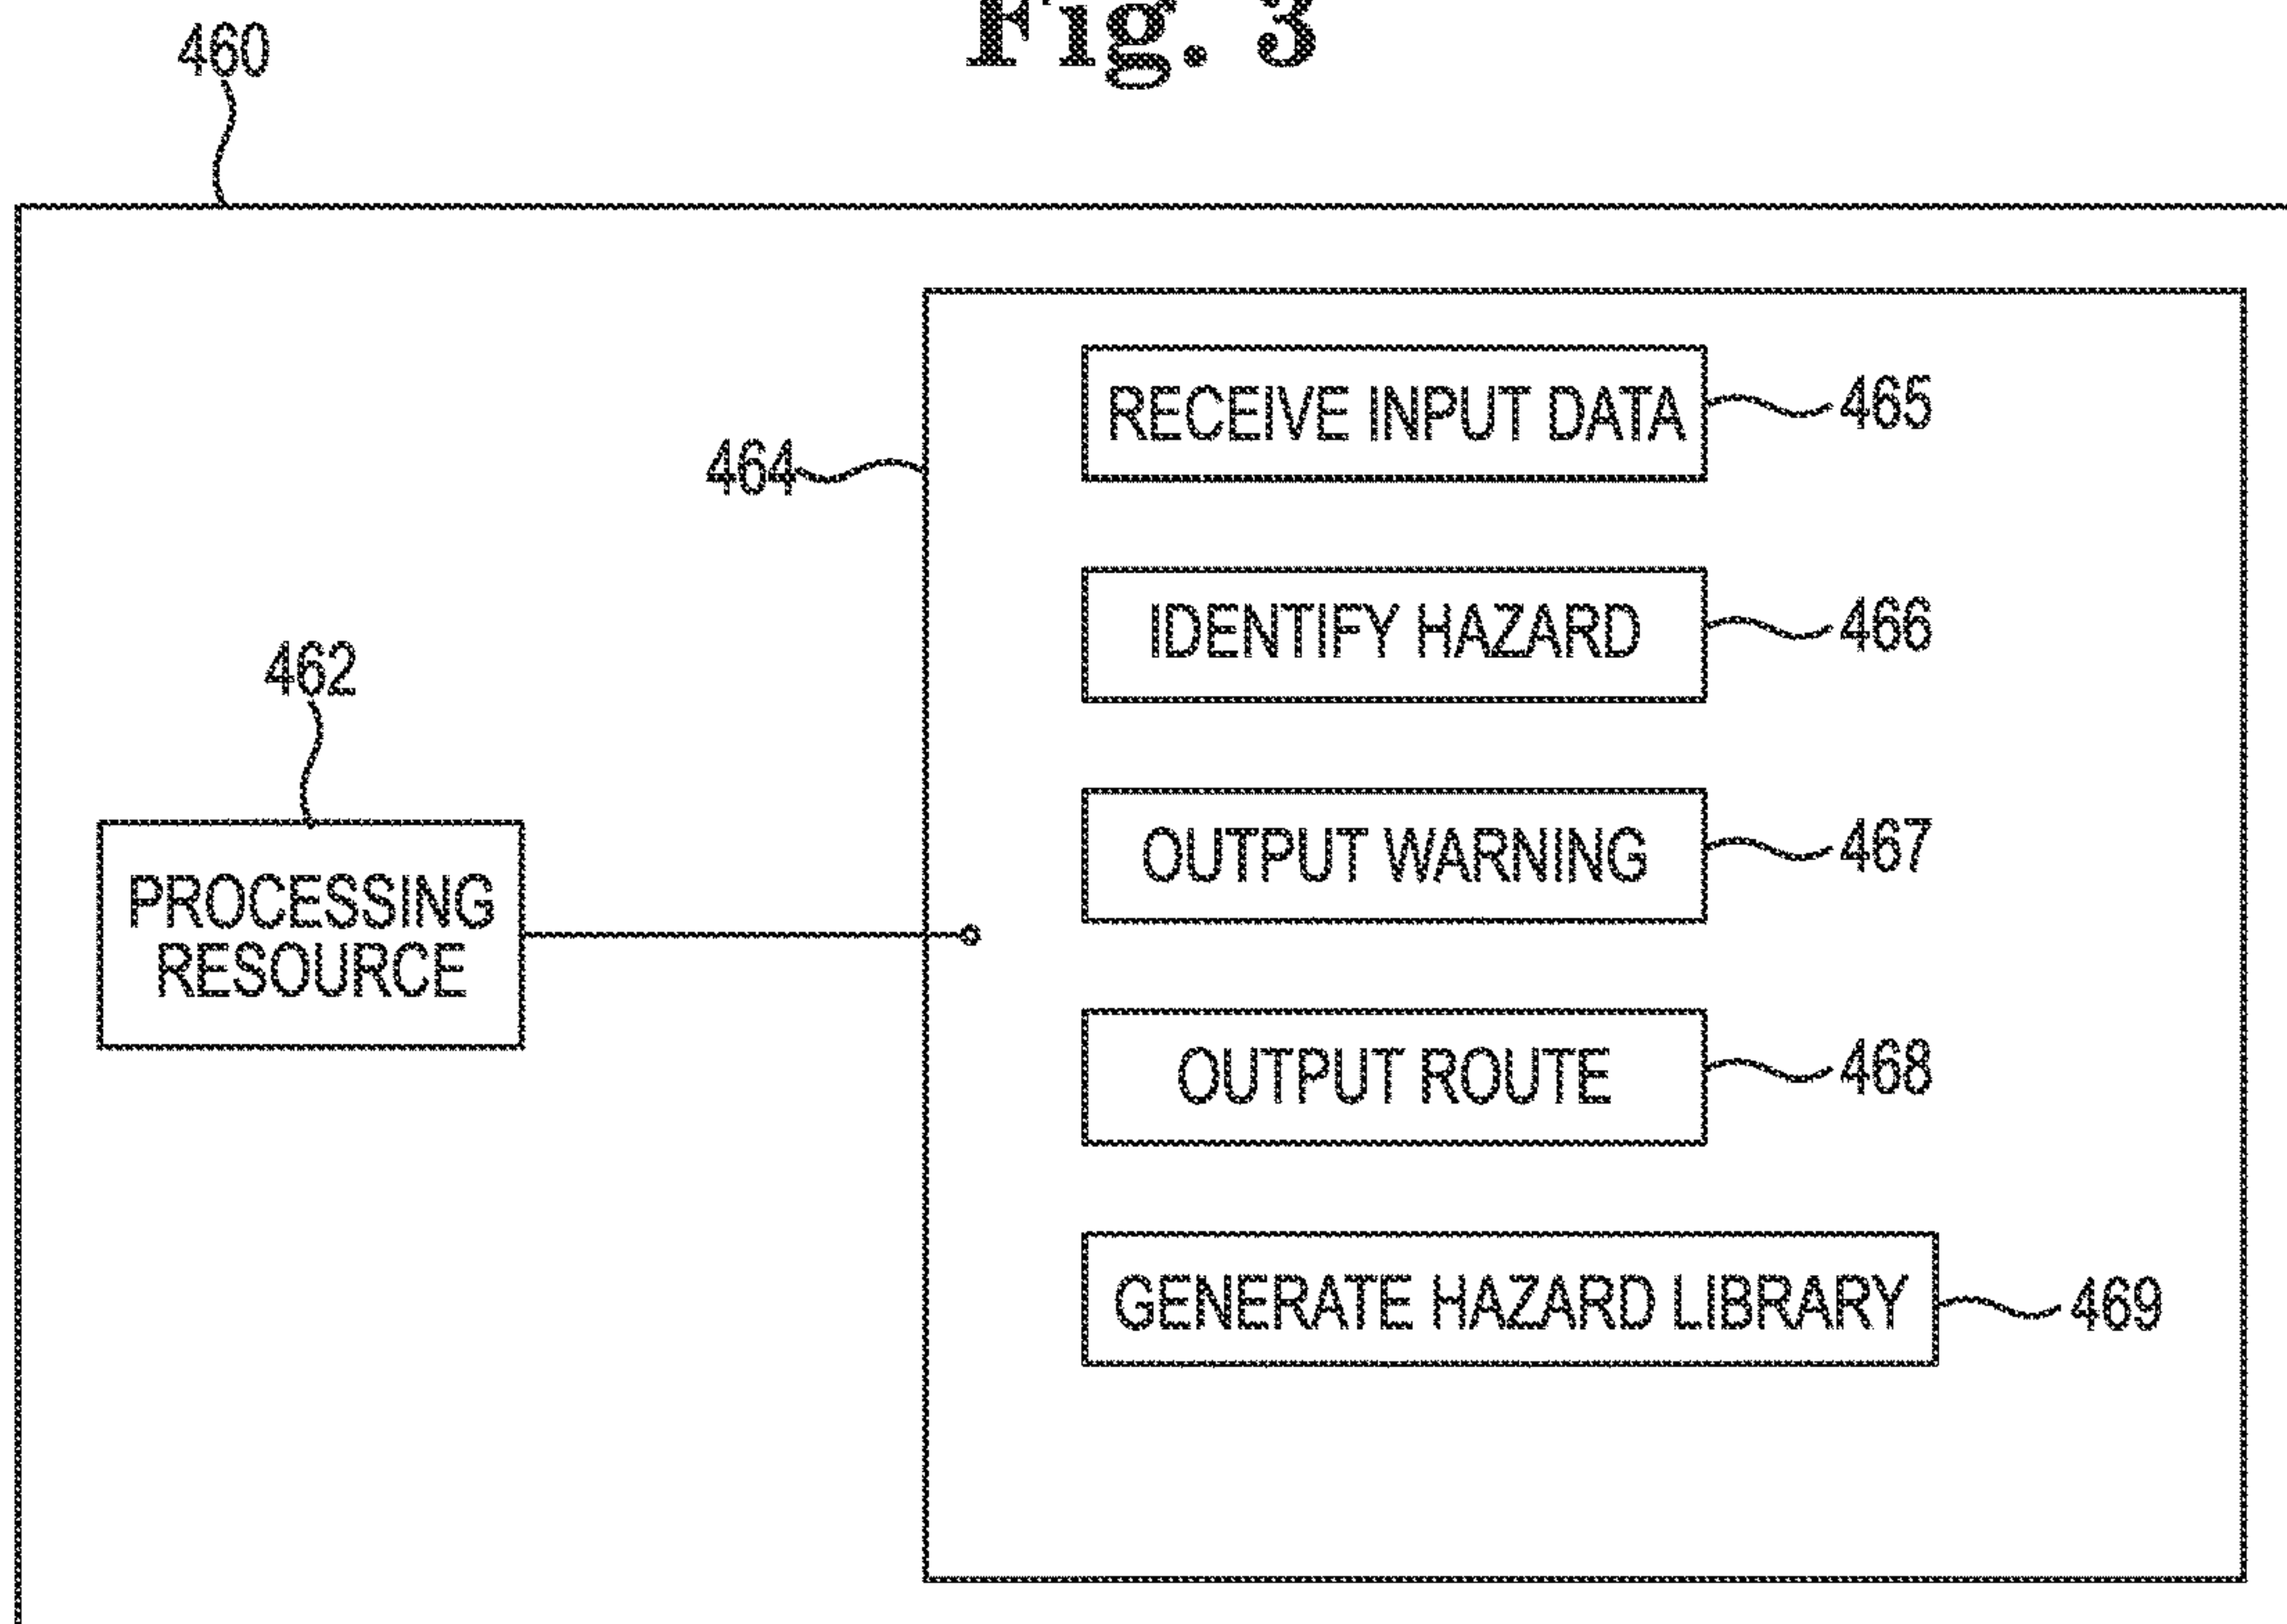 Fig. 3
460
RECEIVE INPUT DATA
465
464
IDENTIFY HAZARD
466
462
OUTPUT WARNING
467
PROCESSING
RESOURCE
OUTPUT ROUTE
468
GENERATE HAZARD LIBRARY
469